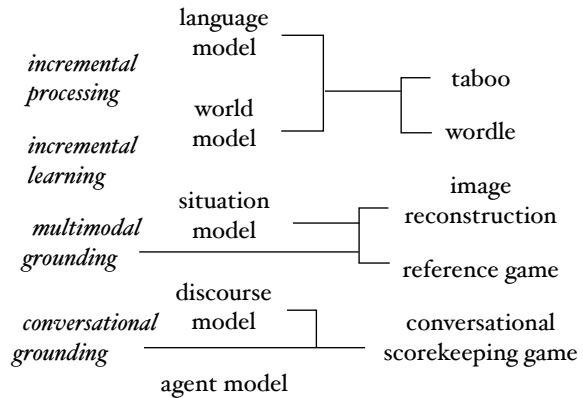 language
model
incremental
processing
taboo
world
model
wordle
incremental
learning
image
reconstruction
situation
model
multimodal
grounding
reference game
discourse
model
conversational
grounding
conversational
scorekeeping game
agent model